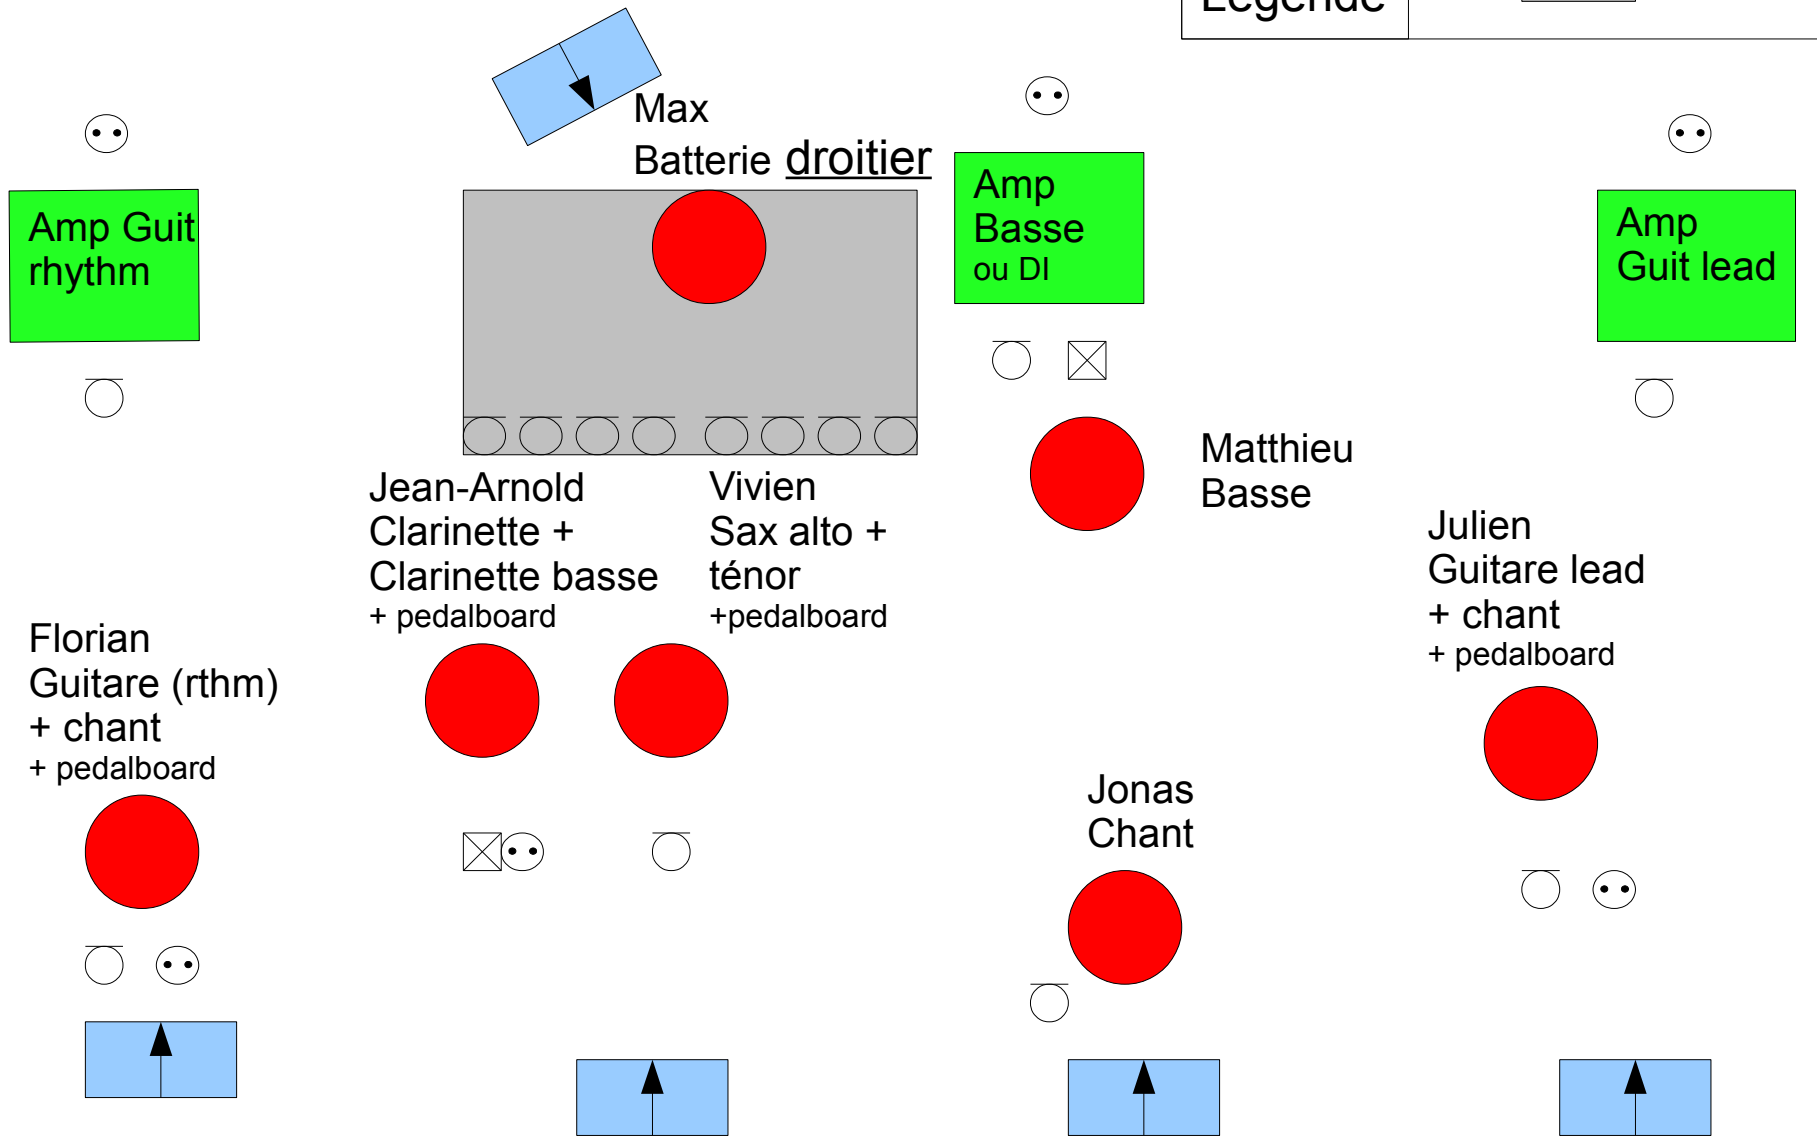 Légende
Max
Batterie droitier
Amp Guit
rhythm
Amp
Basse
ou DI
Amp
Guit lead
Matthieu
Basse
Jean-Arnold
Clarinette +
Clarinette basse
+ pedalboard
Vivien
Sax alto +
ténor
+pedalboard
Julien
Guitare lead
+ chant
+ pedalboard
Florian
Guitare (rthm)
+ chant
+ pedalboard
Jonas
Chant